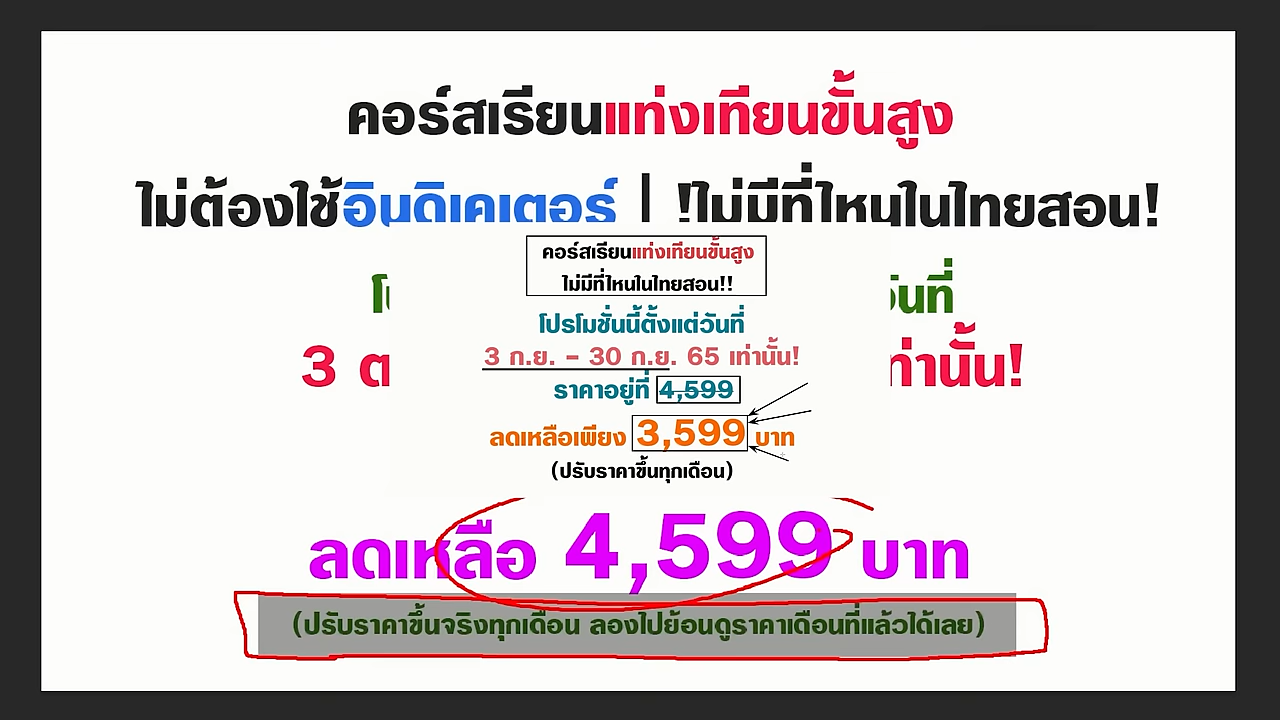 คอร์สเรียนแท่งเทียนขั้นสูง
ไม่ต้องใช้อินดิเคเตอร์ | !ไม่มีที่ไหนในไทยสอน!
คอร์สเรียนแท่งเทียนขั้นสูง
ไม่มีที่ไหนในไทยสอน!!
โปรโมชั่นนี้ตั้งแต่วันที่
3 ก.ย. - 30 ก.ย. 65 เท่านั้น!
ราคาอยู่ที่ 4,599
ลดเหลือเพียง 3,599 บาท
(ปรับราคาขึ้นทุกเดือน)
3
ลดเหลือ 4,599 บาท
(ปรับราคาขึ้นจริงทุกเดือน ลองไปย้อนดูราคาเดือนที่แล้วได้เลย)